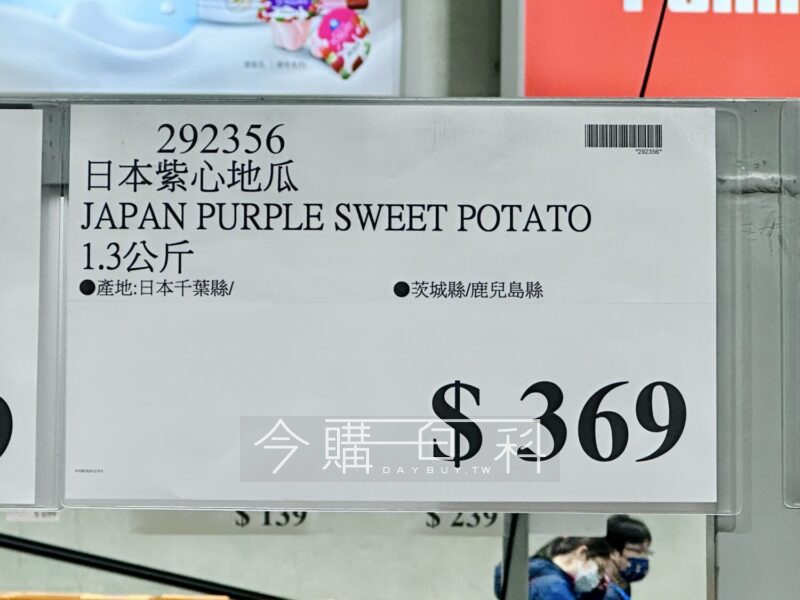 292356
*292356*
日本紫心地瓜
JAPAN PURPLE SWEET POTATO
1.3公斤
●產地:日本千葉縣/ ●茨城縣/鹿兒島縣
$ 369
今購百科
DAYBUY.TW
$ 139 $ 239